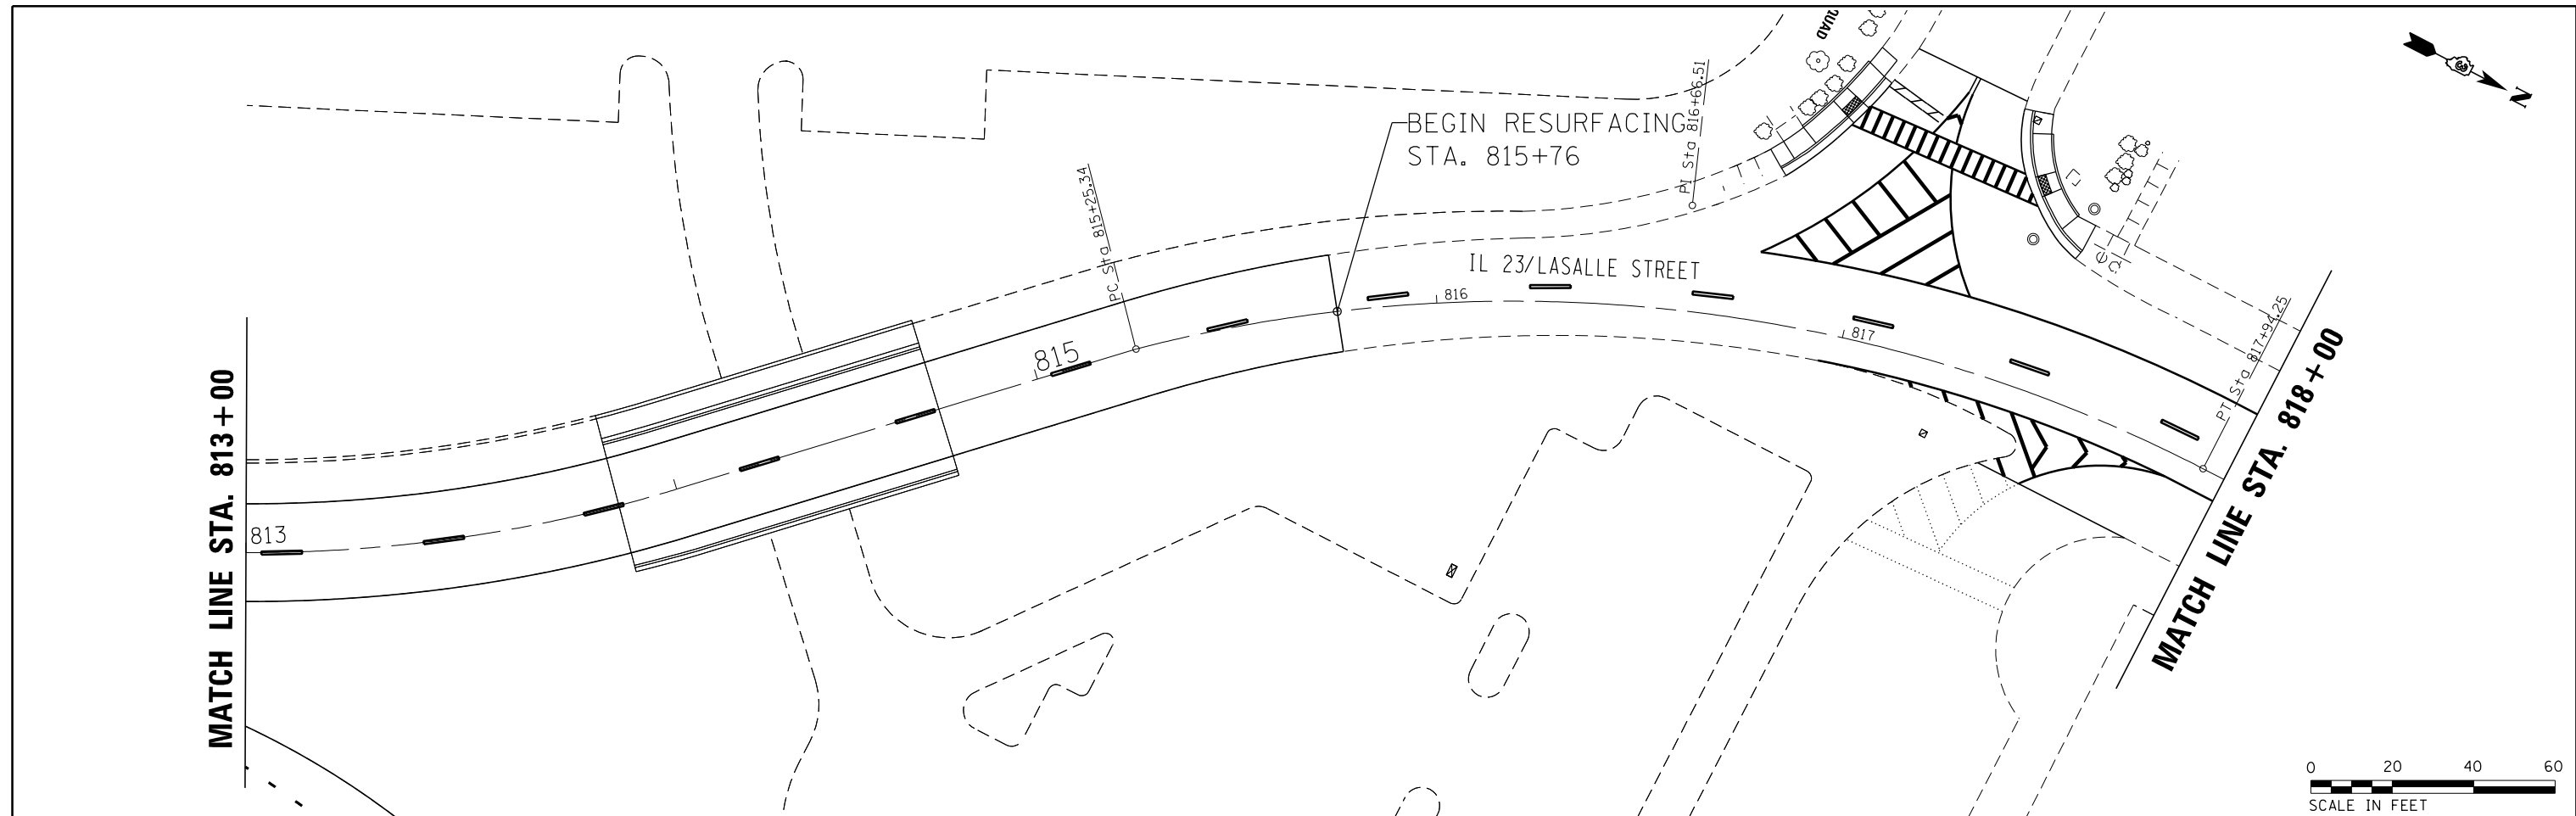 QUAD
N
PI Sta 816+66.51
BEGIN RESURFACING
STA. 815+76
PC Sta 815+25.34
IL 23/LASALLE STREET
816
817
815
PT Sta 817+94.25
MATCH LINE STA. 818+00
MATCH LINE STA. 813+00
813
0 20 40 60
SCALE IN FEET